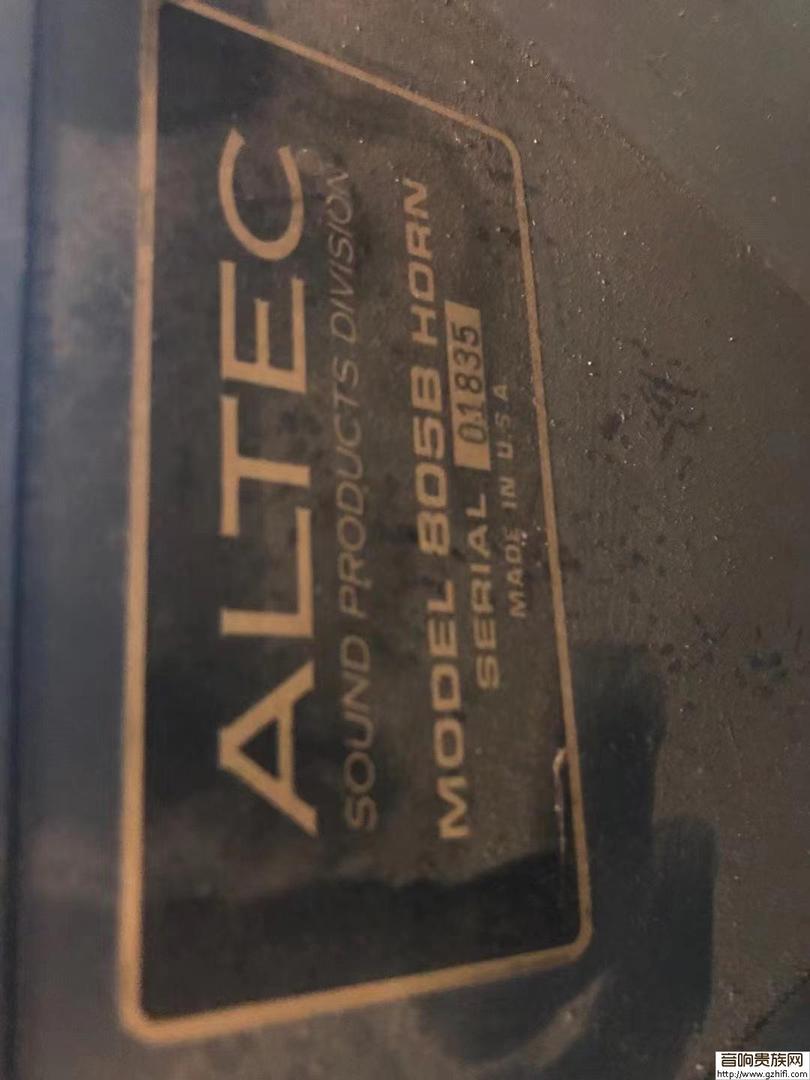 ALTEC
SOUND PRODUCTS DIVISION
MODEL 805B HORN
SERIAL 01835
MADE IN U.S.A
音响贵族网
http://www.gzhifi.com